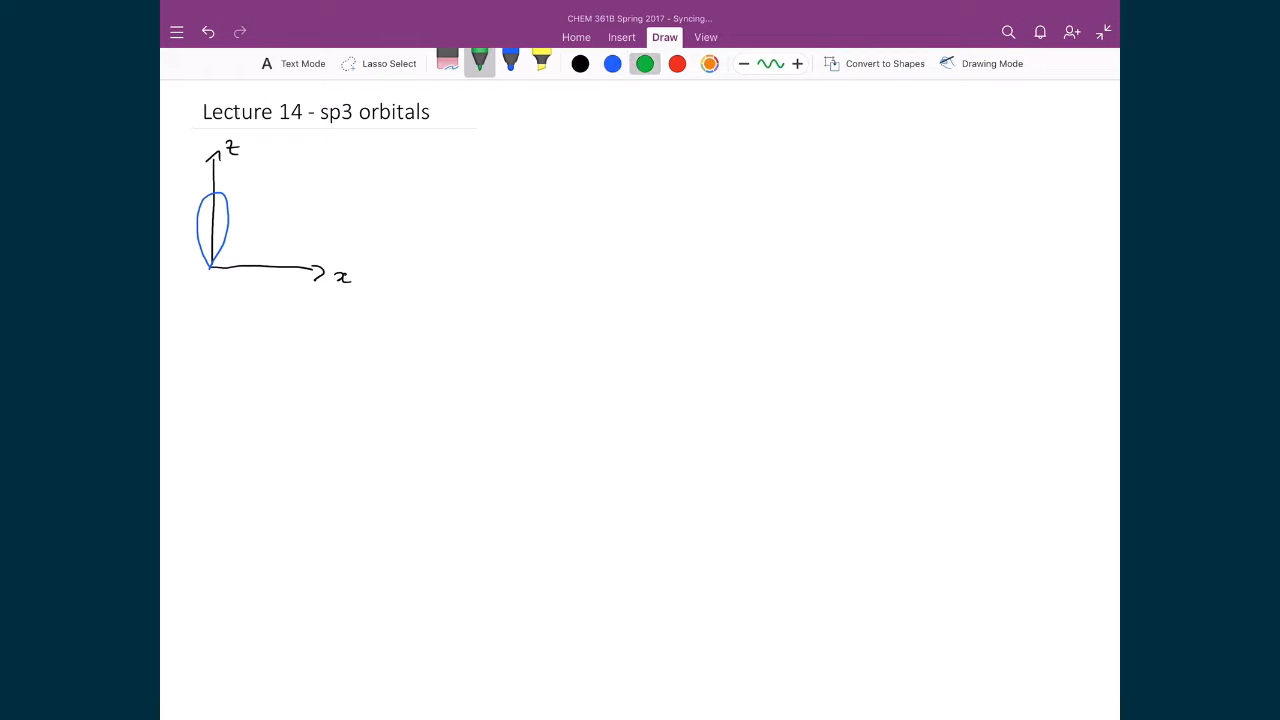 CHEM 361B Spring 2017 - Syncing...
Home Insert Draw View
A Text Mode Lasso Select Convert to Shapes Drawing Mode
Lecture 14 - sp3 orbitals
z
x